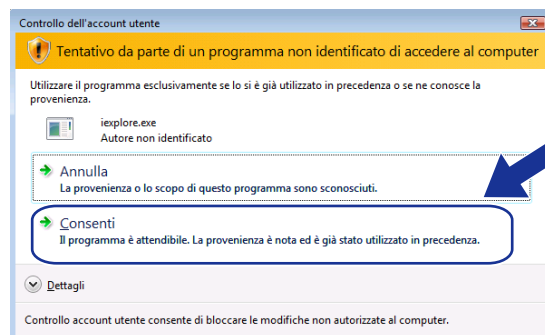 Controllo dell'account utente
Tentativo da parte di un programma non identificato di accedere al computer
Utilizzare il programma esclusivamente se lo si è già utilizzato in precedenza o se ne conosce la
provenienza.
iexplore.exe
Autore non identificato
Annulla
La provenienza o lo scopo di questo programma sono sconosciuti.
Consenti
Il programma è attendibile. La provenienza è nota ed è già stato utilizzato in precedenza.
Dettagli
Controllo account utente consente di bloccare le modifiche non autorizzate al computer.